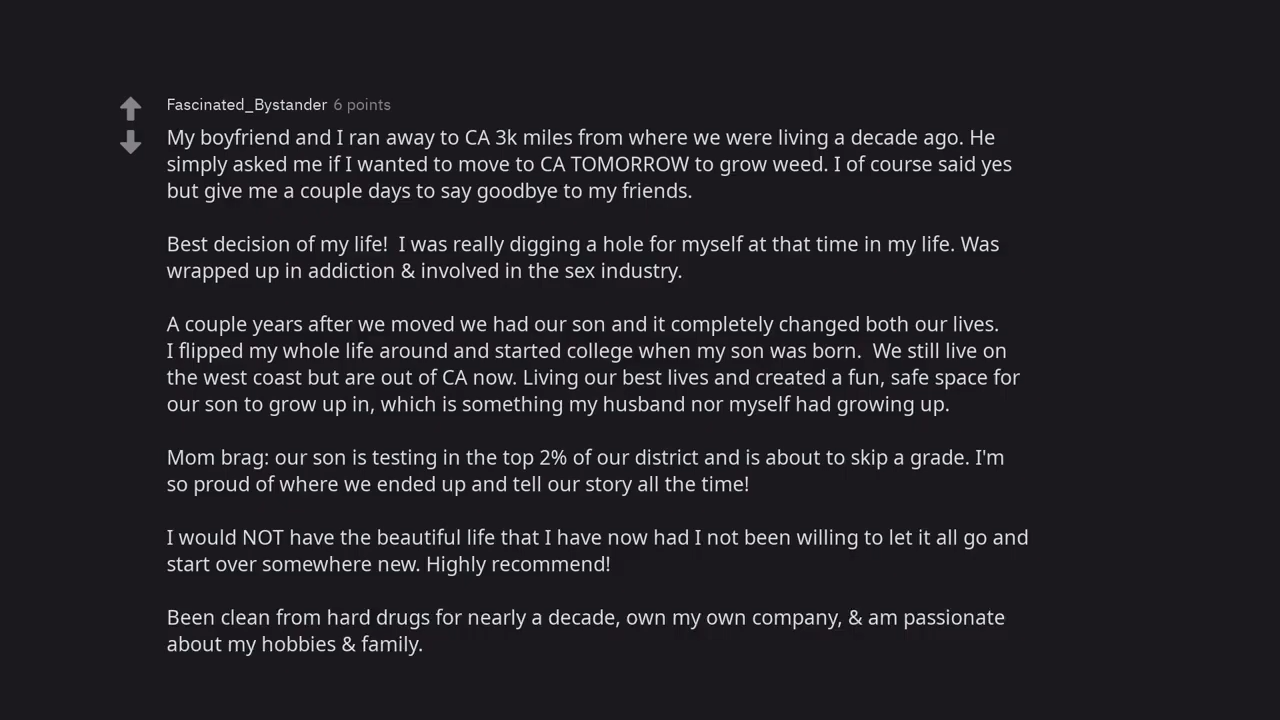 Fascinated_Bystander 6 points
My boyfriend and I ran away to CA 3k miles from where we were living a decade ago. He
simply asked me if I wanted to move to CA TOMORROW to grow weed. I of course said yes
but give me a couple days to say goodbye to my friends.
Best decision of my life!  I was really digging a hole for myself at that time in my life. Was
wrapped up in addiction & involved in the sex industry.
A couple years after we moved we had our son and it completely changed both our lives.
I flipped my whole life around and started college when my son was born.  We still live on
the west coast but are out of CA now. Living our best lives and created a fun, safe space for
our son to grow up in, which is something my husband nor myself had growing up.
Mom brag: our son is testing in the top 2% of our district and is about to skip a grade. I'm
so proud of where we ended up and tell our story all the time!
I would NOT have the beautiful life that I have now had I not been willing to let it all go and
start over somewhere new. Highly recommend!
Been clean from hard drugs for nearly a decade, own my own company, & am passionate
about my hobbies & family.